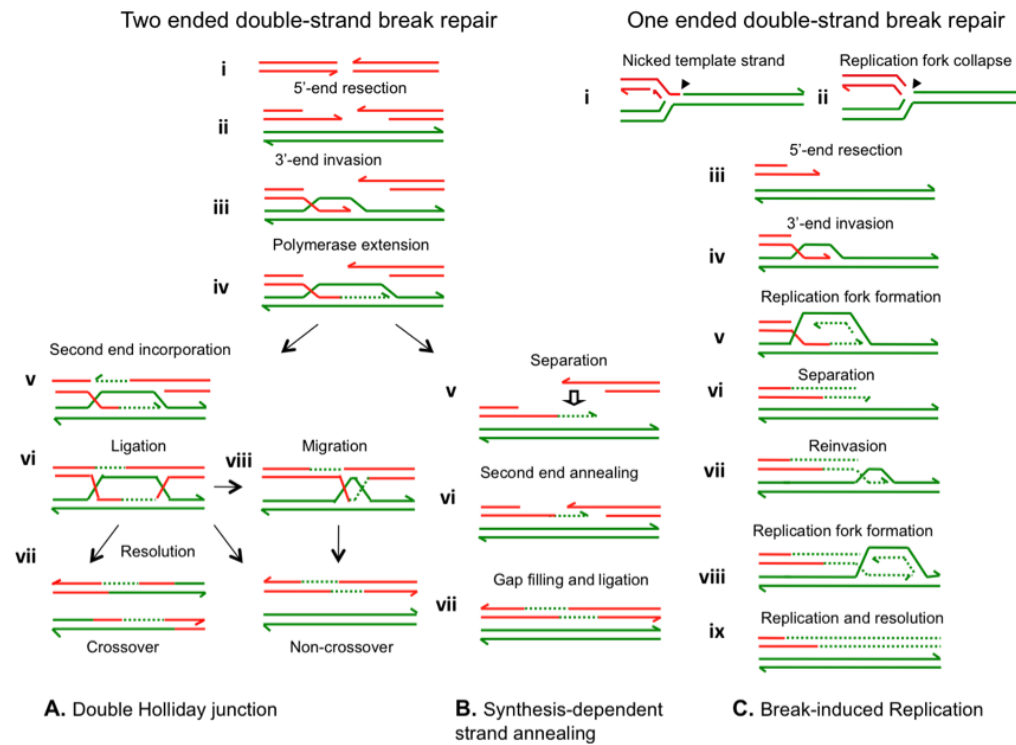 Two ended double-strand break repair
i
5'-end resection
ii
3'-end invasion
iii
Polymerase extension
iv
Second end incorporation
v
Ligation
vi
Migration
viii
Resolution
vii
Crossover
Non-crossover
A. Double Holliday junction
Separation
v
Second end annealing
vi
Gap filling and ligation
vii
B. Synthesis-dependent
strand annealing
One ended double-strand break repair
Nicked template strand
i
Replication fork collapse
ii
5'-end resection
iii
3'-end invasion
iv
Replication fork formation
v
Separation
vi
Reinvasion
vii
Replication fork formation
viii
Replication and resolution
ix
C. Break-induced Replication